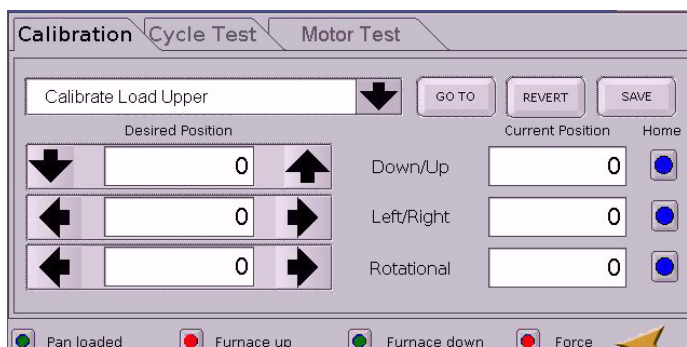 Calibration Cycle Test Motor Test
Calibrate Load Upper GO TO REVERT SAVE
Desired Position Current Position Home
0 Down/Up 0
0 Left/Right 0
0 Rotational 0
Pan loaded Furnace up Furnace down Force